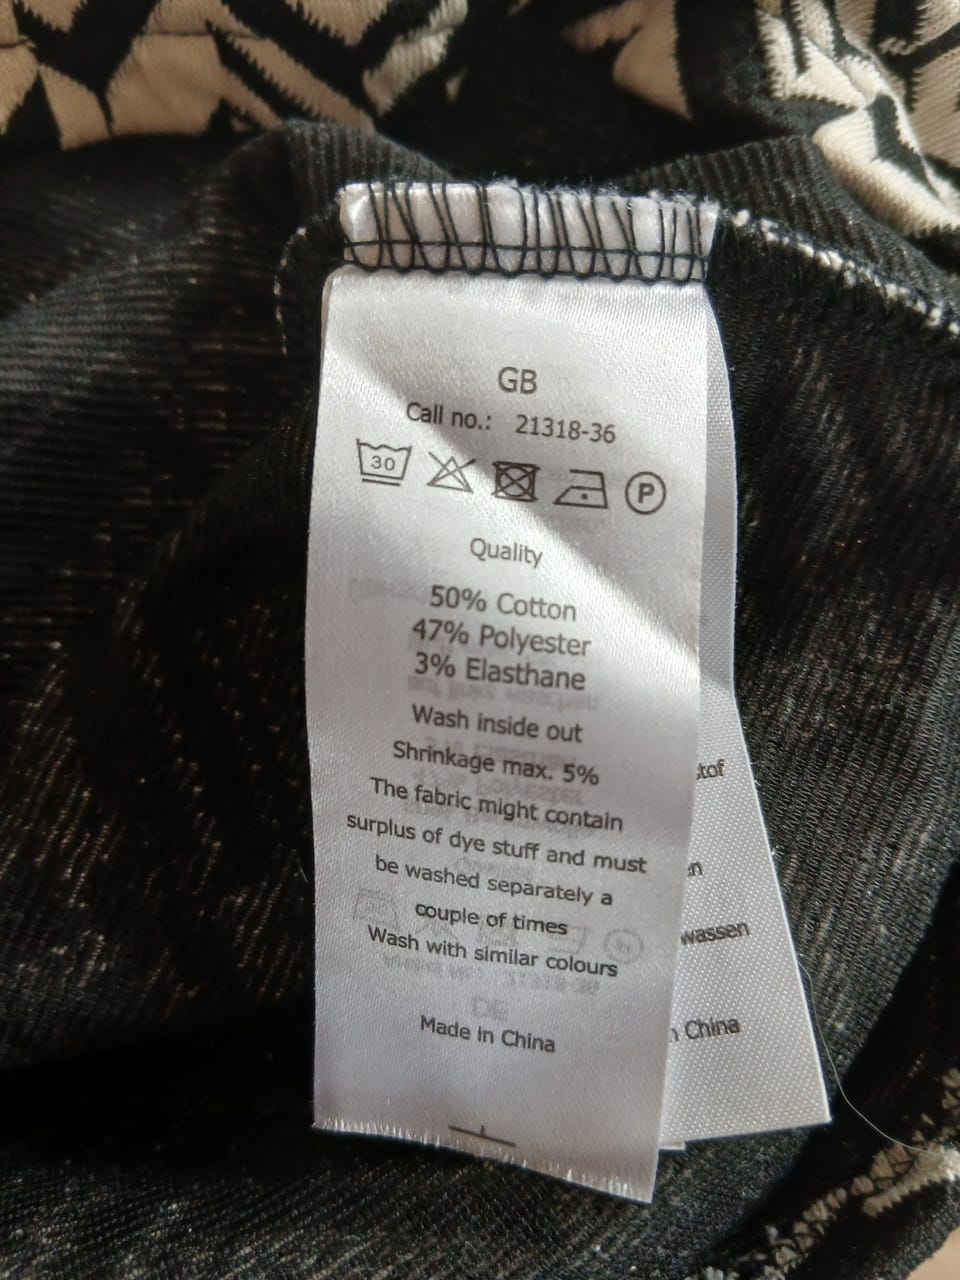 GB
Call no.: 21318-36
30 P
Quality
50% Cotton
47% Polyester
3% Elasthane
Wash inside out
Shrinkage max. 5%
The fabric might contain
surplus of dye stuff and must
be washed separately a
couple of times
Wash with similar colours
Made in China
wassen
China